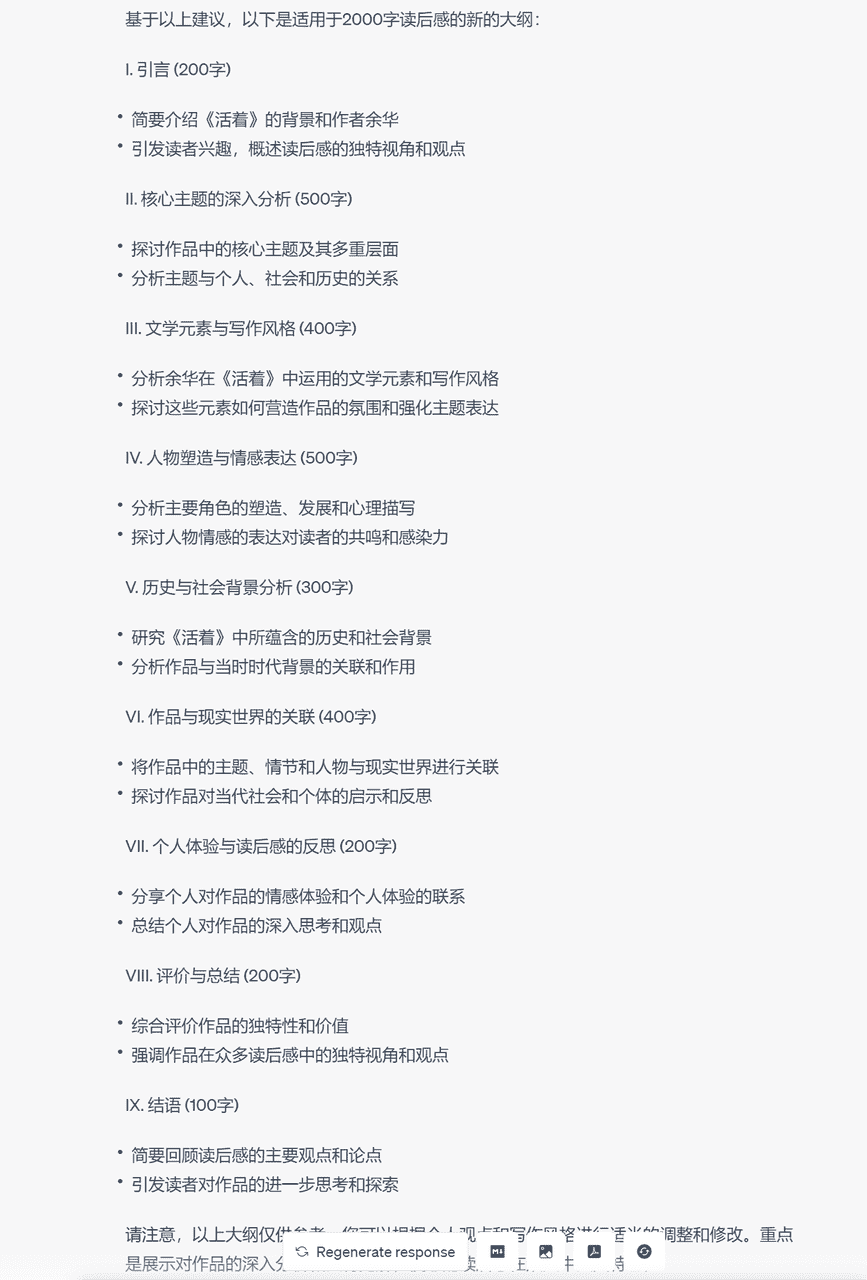 基于以上建议，以下是适用于2000字读后感的新的大纲：
I. 引言 (200字)
• 简要介绍《活着》的背景和作者余华
• 引发读者兴趣，概述读后感的独特视角和观点
II. 核心主题的深入分析 (500字)
• 探讨作品中的核心主题及其多重层面
• 分析主题与个人、社会和历史的关系
III. 文学元素与写作风格 (400字)
• 分析余华在《活着》中运用的文学元素和写作风格
• 探讨这些元素如何营造作品的氛围和强化主题表达
IV. 人物塑造与情感表达 (500字)
• 分析主要角色的塑造、发展和心理描写
• 探讨人物情感的表达对读者的共鸣和感染力
V. 历史与社会背景分析 (300字)
• 研究《活着》中所蕴含的历史和社会背景
• 分析作品与当时时代背景的关联和作用
VI. 作品与现实世界的关联 (400字)
• 将作品中的主题、情节和人物与现实世界进行关联
• 探讨作品对当代社会和个体的启示和反思
VII. 个人体验与读后感的反思 (200字)
• 分享个人对作品的情感体验和个人体验的联系
• 总结个人对作品的深入思考和观点
VIII. 评价与总结 (200字)
• 综合评价作品的独特性和价值
• 强调作品在众多读后感中的独特视角和观点
IX. 结语 (100字)
• 简要回顾读后感的主要观点和论点
• 引发读者对作品的进一步思考和探索
请注意，以上大纲仅供参考，您可以根据个人观点和写作风格进行适当的调整和修改。重点
是展示对作品的深入分
Regenerate response